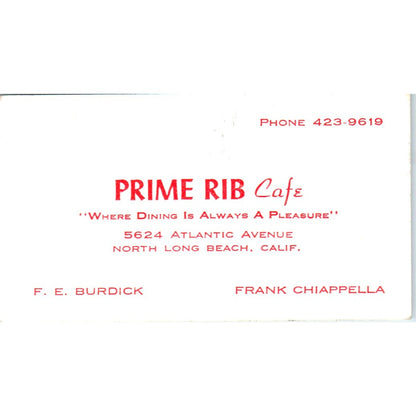 PHONE 423-9619
PRIME RIB Cafe
"WHERE DINING IS ALWAYS A PLEASURE"
5624 ATLANTIC AVENUE
NORTH LONG BEACH, CALIF.
F. E. BURDICK FRANK CHIAPPELLA